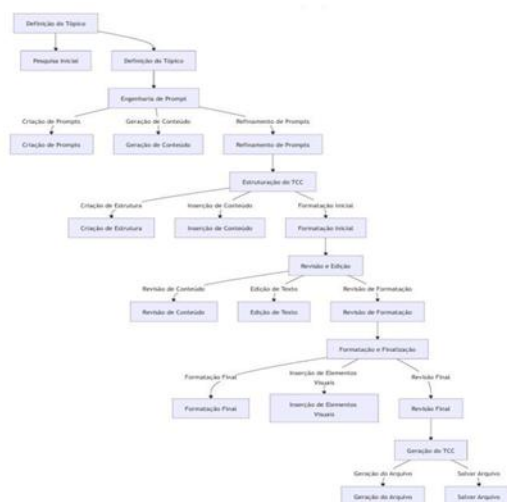 Definição do Tópico
Pesquisa Inicial
Definição do Tópico
Engenharia de Prompt
Criação de Prompts
Geração de Conteúdo
Refinamento de Prompts
Criação de Prompts
Geração de Conteúdo
Refinamento de Prompts
Estruturação do TCC
Criação de Estrutura
Inserção de Conteúdo
Formatação Inicial
Criação de Estrutura
Inserção de Conteúdo
Formatação Inicial
Revisão e Edição
Revisão de Conteúdo
Edição de Texto
Revisão de Formatação
Revisão de Conteúdo
Edição de Texto
Revisão de Formatação
Formatação e Finalização
Formatação Final
Inserção de Elementos
Visuais
Revisão Final
Formatação Final
Inserção de Elementos
Visuais
Revisão Final
Geração do TCC
Geração do Arquivo
Salvar Arquivo
Geração do Arquivo
Salvar Arquivo